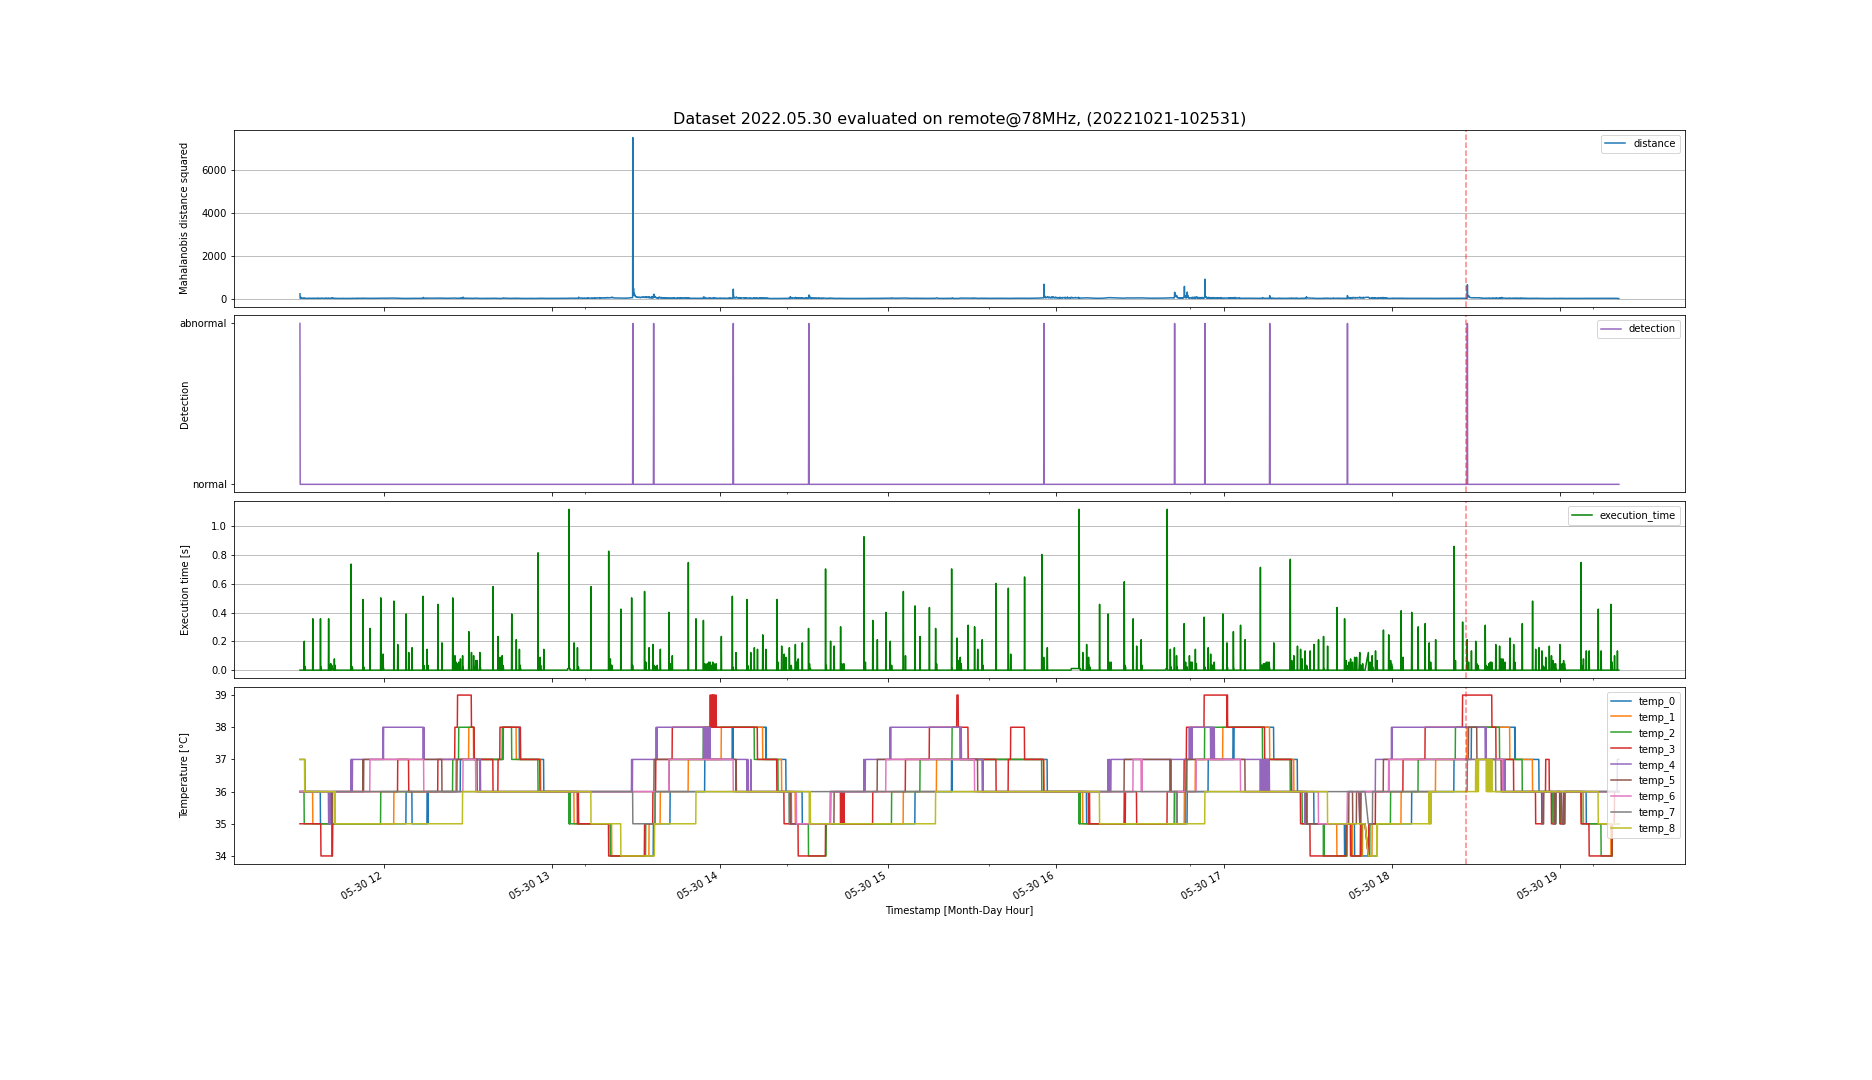 Dataset 2022.05.30 evaluated on remote@78MHz, (20221021-102531)
Mahalanobis distance squared
6000
4000
2000
0
distance
Detection
abnormal
normal
detection
Execution time [s]
1.0
0.8
0.6
0.4
0.2
0.0
execution_time
Temperature [°C]
39
38
37
36
35
34
temp_0
temp_1
temp_2
temp_3
temp_4
temp_5
temp_6
temp_7
temp_8
05-30 12
05-30 13
05-30 14
05-30 15
05-30 16
05-30 17
05-30 18
05-30 19
Timestamp [Month-Day Hour]